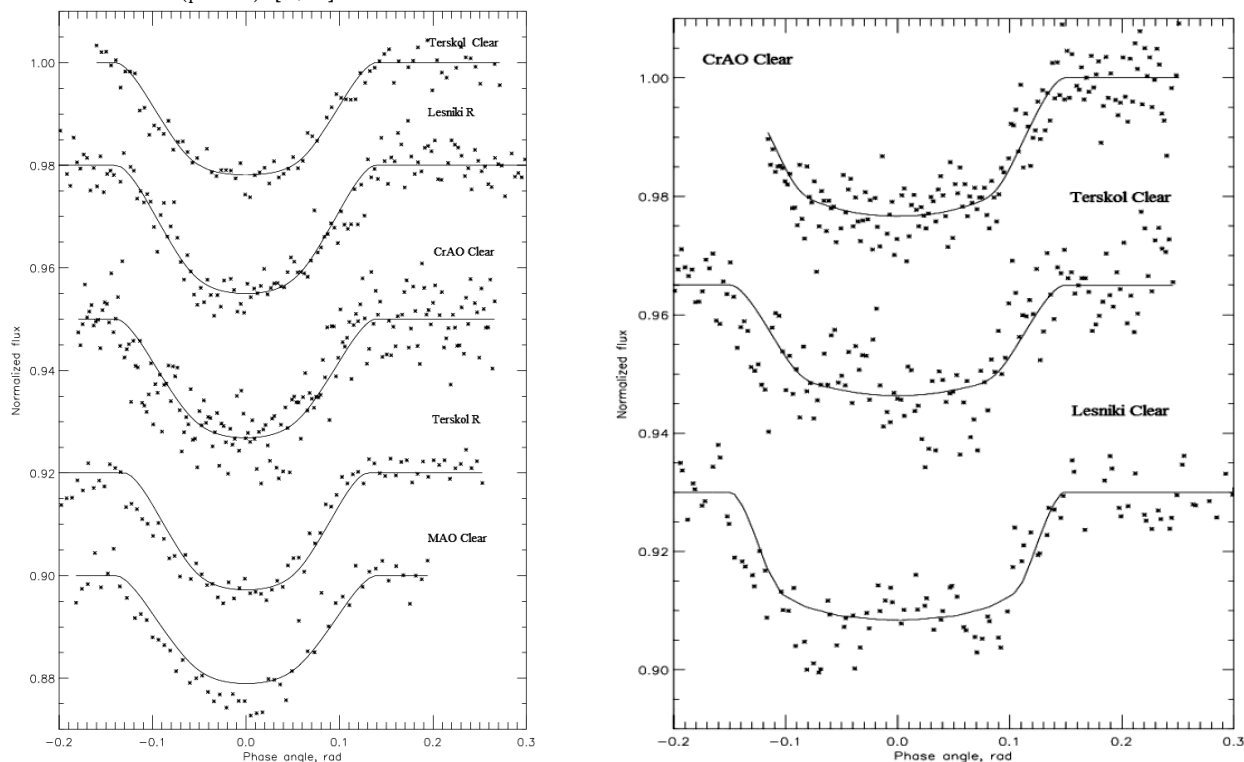 Terskol Clear
1.00
Lesniki R
0.98
CrAO Clear
0.96
0.94
Terskol R
0.92
MAO Clear
0.90
0.88
Normalized flux
-0.2
-0.1
0.0
0.1
0.2
0.3
Phase angle, rad
CrAO Clear
1.00
0.98
Terskol Clear
0.96
0.94
Lesniki Clear
0.92
0.90
Normalized flux
-0.2
-0.1
0.0
0.1
0.2
0.3
Phase angle, rad